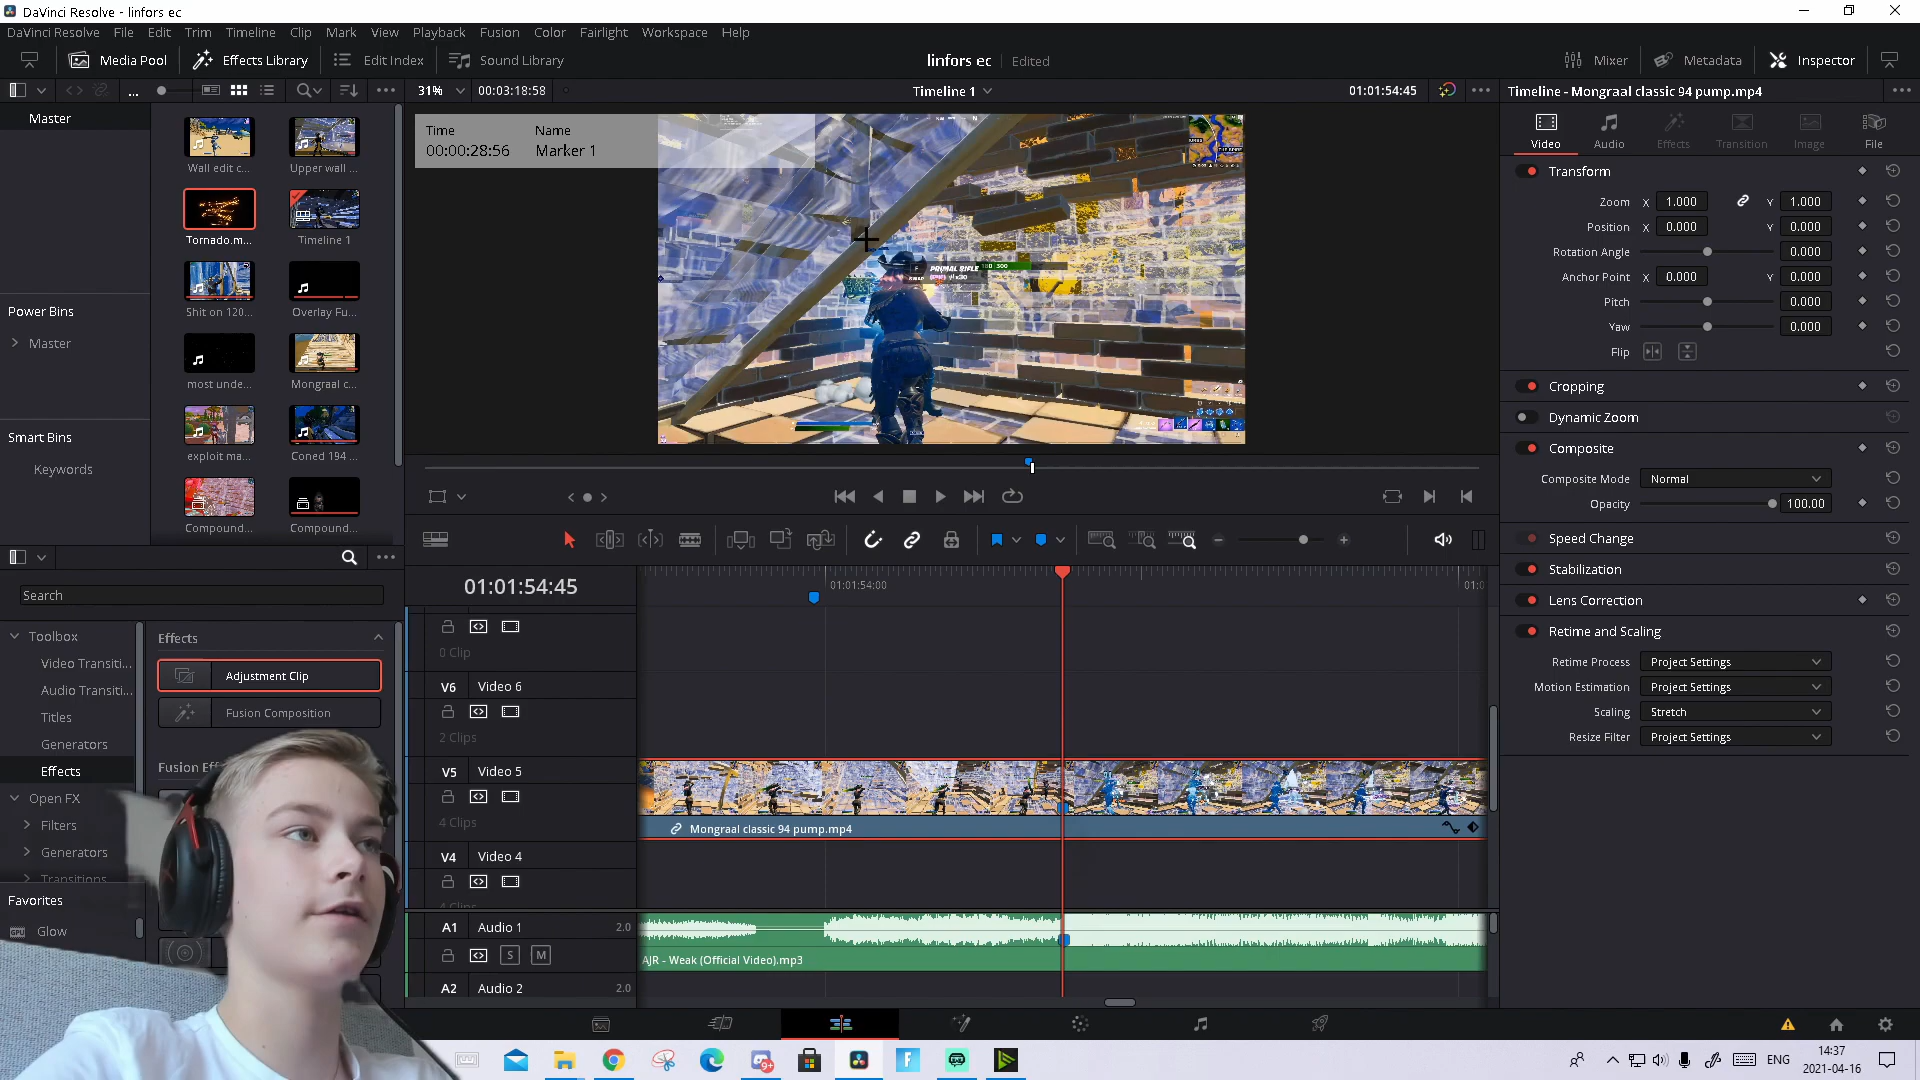 DaVinci Resolve - linfors ec
DaVinci Resolve File Edit Trim Timeline Clip Mark View Playback Fusion Color Fairlight Workspace Help
Media Pool Effects Library Edit Index Sound Library linfors ec Edited Mixer Metadata Inspector
... 31% 00:03:18:58 Timeline 1 01:01:54:45 Timeline - Mongraal classic 94 pump.mp4
Master
Wall edit c... Upper wall ...
Tornado.m... Timeline 1
Shit on 120... Overlay Fu...
most unde... Mongraal c...
exploit ma... Coned 194 ...
Compound... Compound...
Power Bins
Master
Smart Bins
Keywords
Time Name
00:00:28:56 Marker 1
PRIMAL RIFLE
Video Audio Effects Transition Image File
Transform
Zoom X 1.000 Y 1.000
Position X 0.000 Y 0.000
Rotation Angle 0.000
Anchor Point X 0.000 Y 0.000
Pitch 0.000
Yaw 0.000
Flip
Cropping
Dynamic Zoom
Composite
Composite Mode Normal
Opacity 100.00
Speed Change
Stabilization
Lens Correction
Retime and Scaling
Retime Process Project Settings
Motion Estimation Project Settings
Scaling Stretch
Resize Filter Project Settings
Search
Toolbox
Video Transiti...
Audio Transiti...
Titles
Generators
Effects
Open FX
Filters
Generators
Transitions
Favorites
Glow
Effects
Adjustment Clip
Fusion Composition
Fusion Eff
01:01:54:45
01:01:54:00
0 Clip
V6 Video 6
2 Clips
V5 Video 5
4 Clips
Mongraal classic 94 pump.mp4
V4 Video 4
4 Clips
A1 Audio 1 2.0
S M
AJR - Weak (Official Video).mp3
A2 Audio 2 2.0
9+
ENG
14:37
2021-04-16